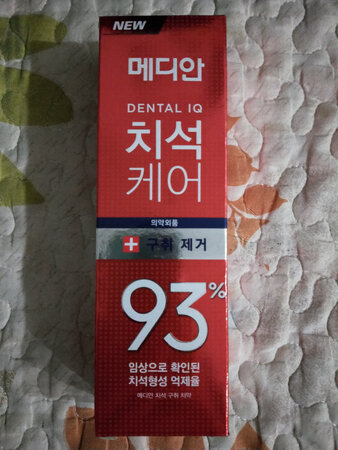 NEW
메디안
DENTAL IQ
치석
케어
의약외품
구취 제거
93%
임상으로 확인된
치석형성 억제율
메디안 치석 구취 치약